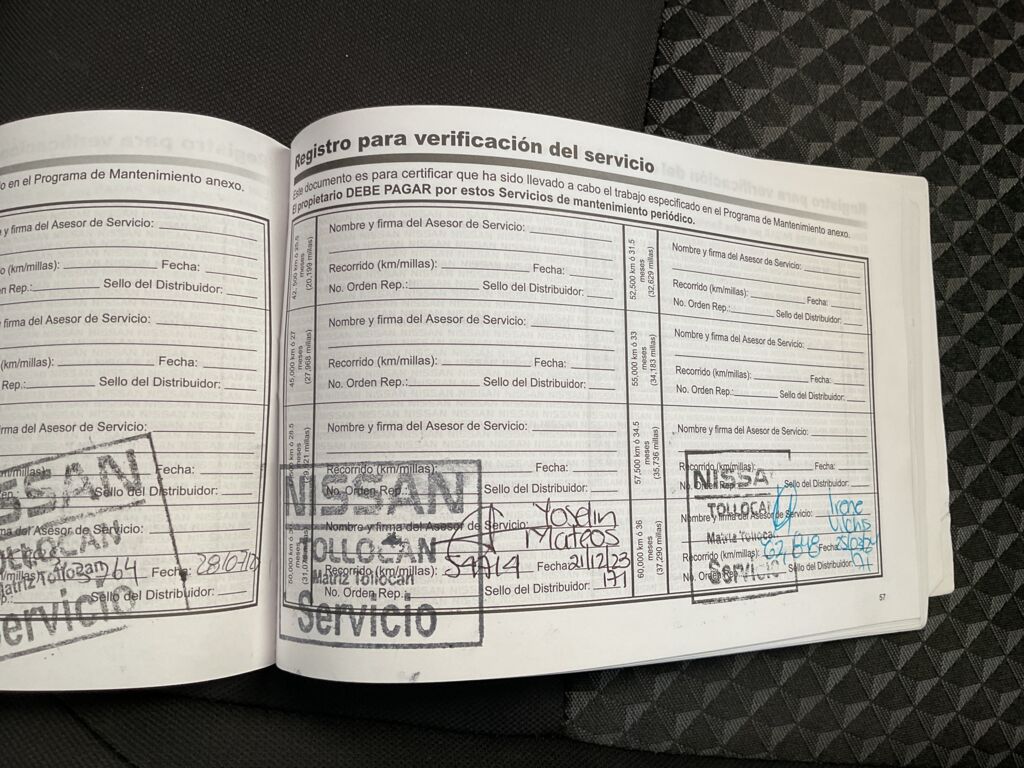 o en el Programa de Mantenimiento anexo.
y firma del Asesor de Servicio:
o (km/millas): Fecha:
n Rep.: Sello del Distribuidor:
firma del Asesor de Servicio:
(km/millas): Fecha:
Rep.: Sello del Distribuidor:
rma del Asesor de Servicio:
Fecha:
Sello del Distribuidor:
ma del Asesor de Servicio:
Fecha:
Sello del Distribuidor:
SSAN
Matriz Tollocan
Servicio
Registro para verificación del servicio
Este documento es para certificar que ha sido llevado a cabo el trabajo especificado en el Programa de Mantenimiento anexo.
El propietario DEBE PAGAR por estos Servicios de mantenimiento periódico.
Nombre y firma del Asesor de Servicio:
Recorrido (km/millas): Fecha:
No. Orden Rep.: Sello del Distribuidor:
45,000 km ó 27
meses
(27,968 millas)
Nombre y firma del Asesor de Servicio:
Recorrido (km/millas): Fecha:
No. Orden Rep.: Sello del Distribuidor:
Nombre y firma del Asesor de Servicio:
Recorrido (km/millas): Fecha:
No. Orden Rep.: Sello del Distribuidor:
Nombre y firma del Asesor de Servicio: Yoselin
Mateos
Recorrido (km/millas): 54714 Fecha: 21/12/23
No. Orden Rep.: Sello del Distribuidor: 171
NISSAN
TOLLOCAN
Matriz Tollocan
Servicio
52,500 km ó 31.5
meses
(32,629 millas)
Nombre y firma del Asesor de Servicio:
Recorrido (km/millas): Fecha:
No. Orden Rep.: Sello del Distribuidor:
55,000 km ó 33
meses
(34,183 millas)
Nombre y firma del Asesor de Servicio:
Recorrido (km/millas): Fecha:
No. Orden Rep.: Sello del Distribuidor:
57,500 km ó 34.5
meses
(35,736 millas)
Nombre y firma del Asesor de Servicio:
Recorrido (km/millas): Fecha:
Sello del Distribuidor:
60,000 km ó 36
meses
(37,290 millas)
Nombre y firma del Asesor de Servicio:
Recorrido (km/millas): Fecha:
Sello del Distribuidor:
NISSA
TOLLOCA
Matriz Tollocan
Servicio
57